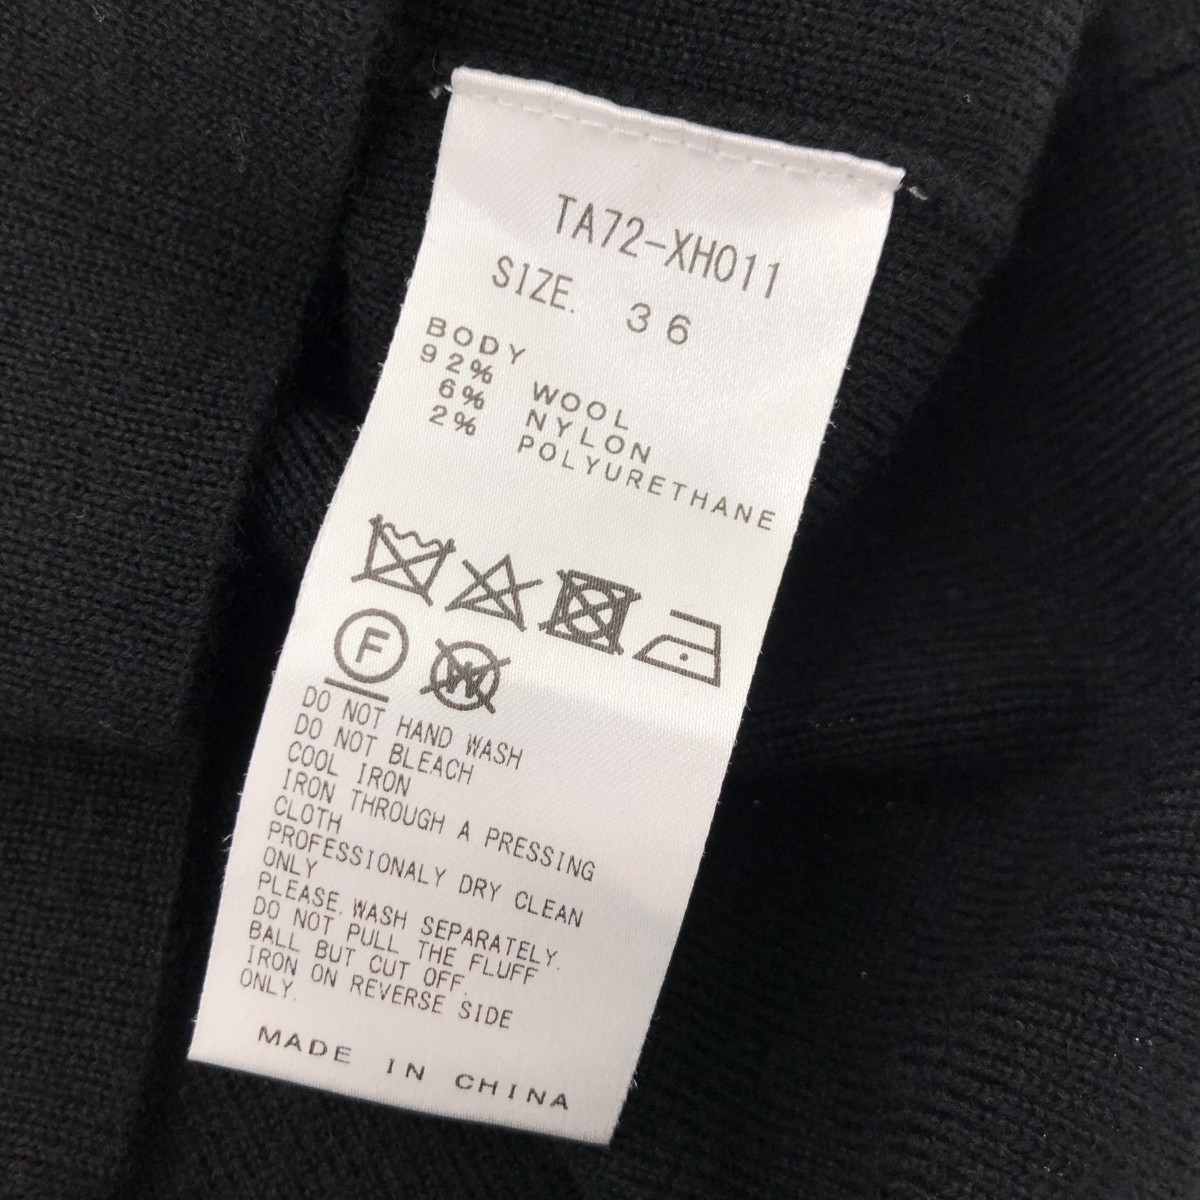 TA72-XH011
SIZE. 36
BODY
92% WOOL
6% NYLON
2% POLYURETHANE
F
W
DO NOT HAND WASH
DO NOT BLEACH
COOL IRON
IRON THROUGH A PRESSING
CLOTH
PROFESSIONALY DRY CLEAN
ONLY
PLEASE.WASH SEPARATELY.
DO NOT PULL THE FLUFF
BALL BUT CUT OFF.
IRON ON REVERSE SIDE
ONLY.
MADE IN CHINA